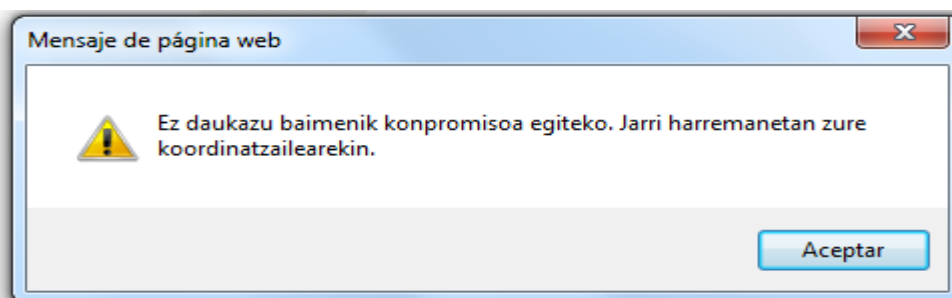 Mensaje de página web
Ez daukazu baimenik konpromisoa egiteko. Jarri harremanetan zure
koordinatzailearekin.
Aceptar